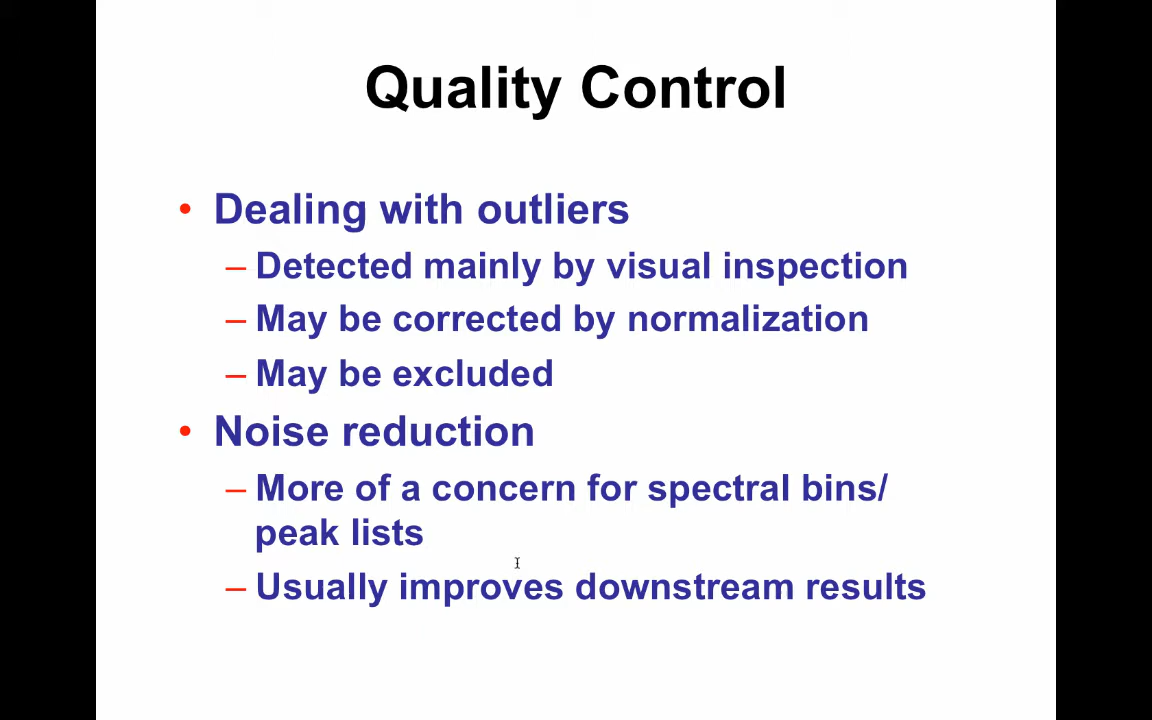 Quality Control
• Dealing with outliers
– Detected mainly by visual inspection
– May be corrected by normalization
– May be excluded
• Noise reduction
– More of a concern for spectral bins/
peak lists
– Usually improves downstream results